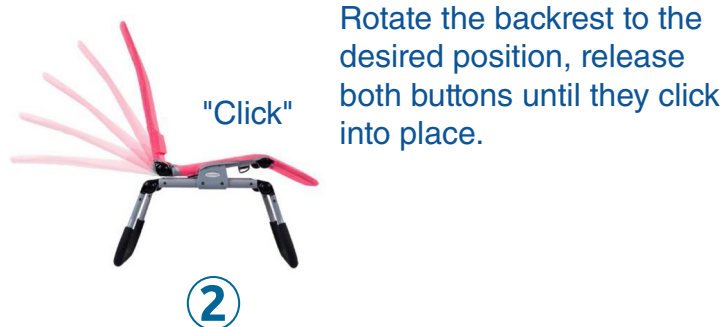 Rotate the backrest to the
desired position, release
both buttons until they click
into place.
"Click"
2